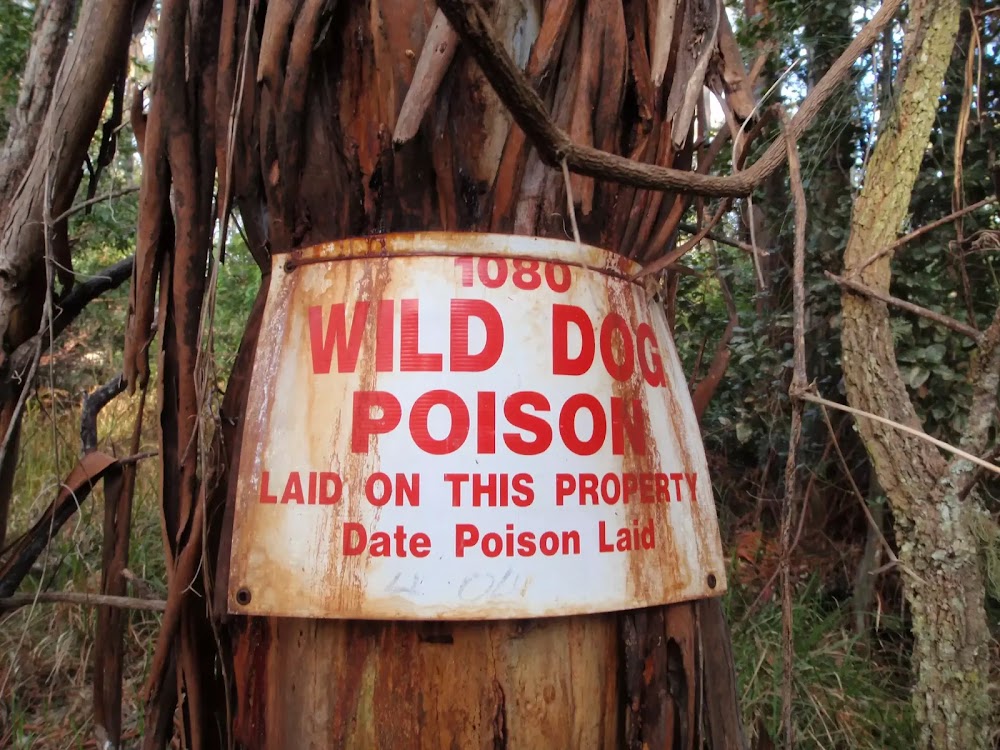 1080
WILD DOG
POISON
LAID ON THIS PROPERTY
Date Poison Laid